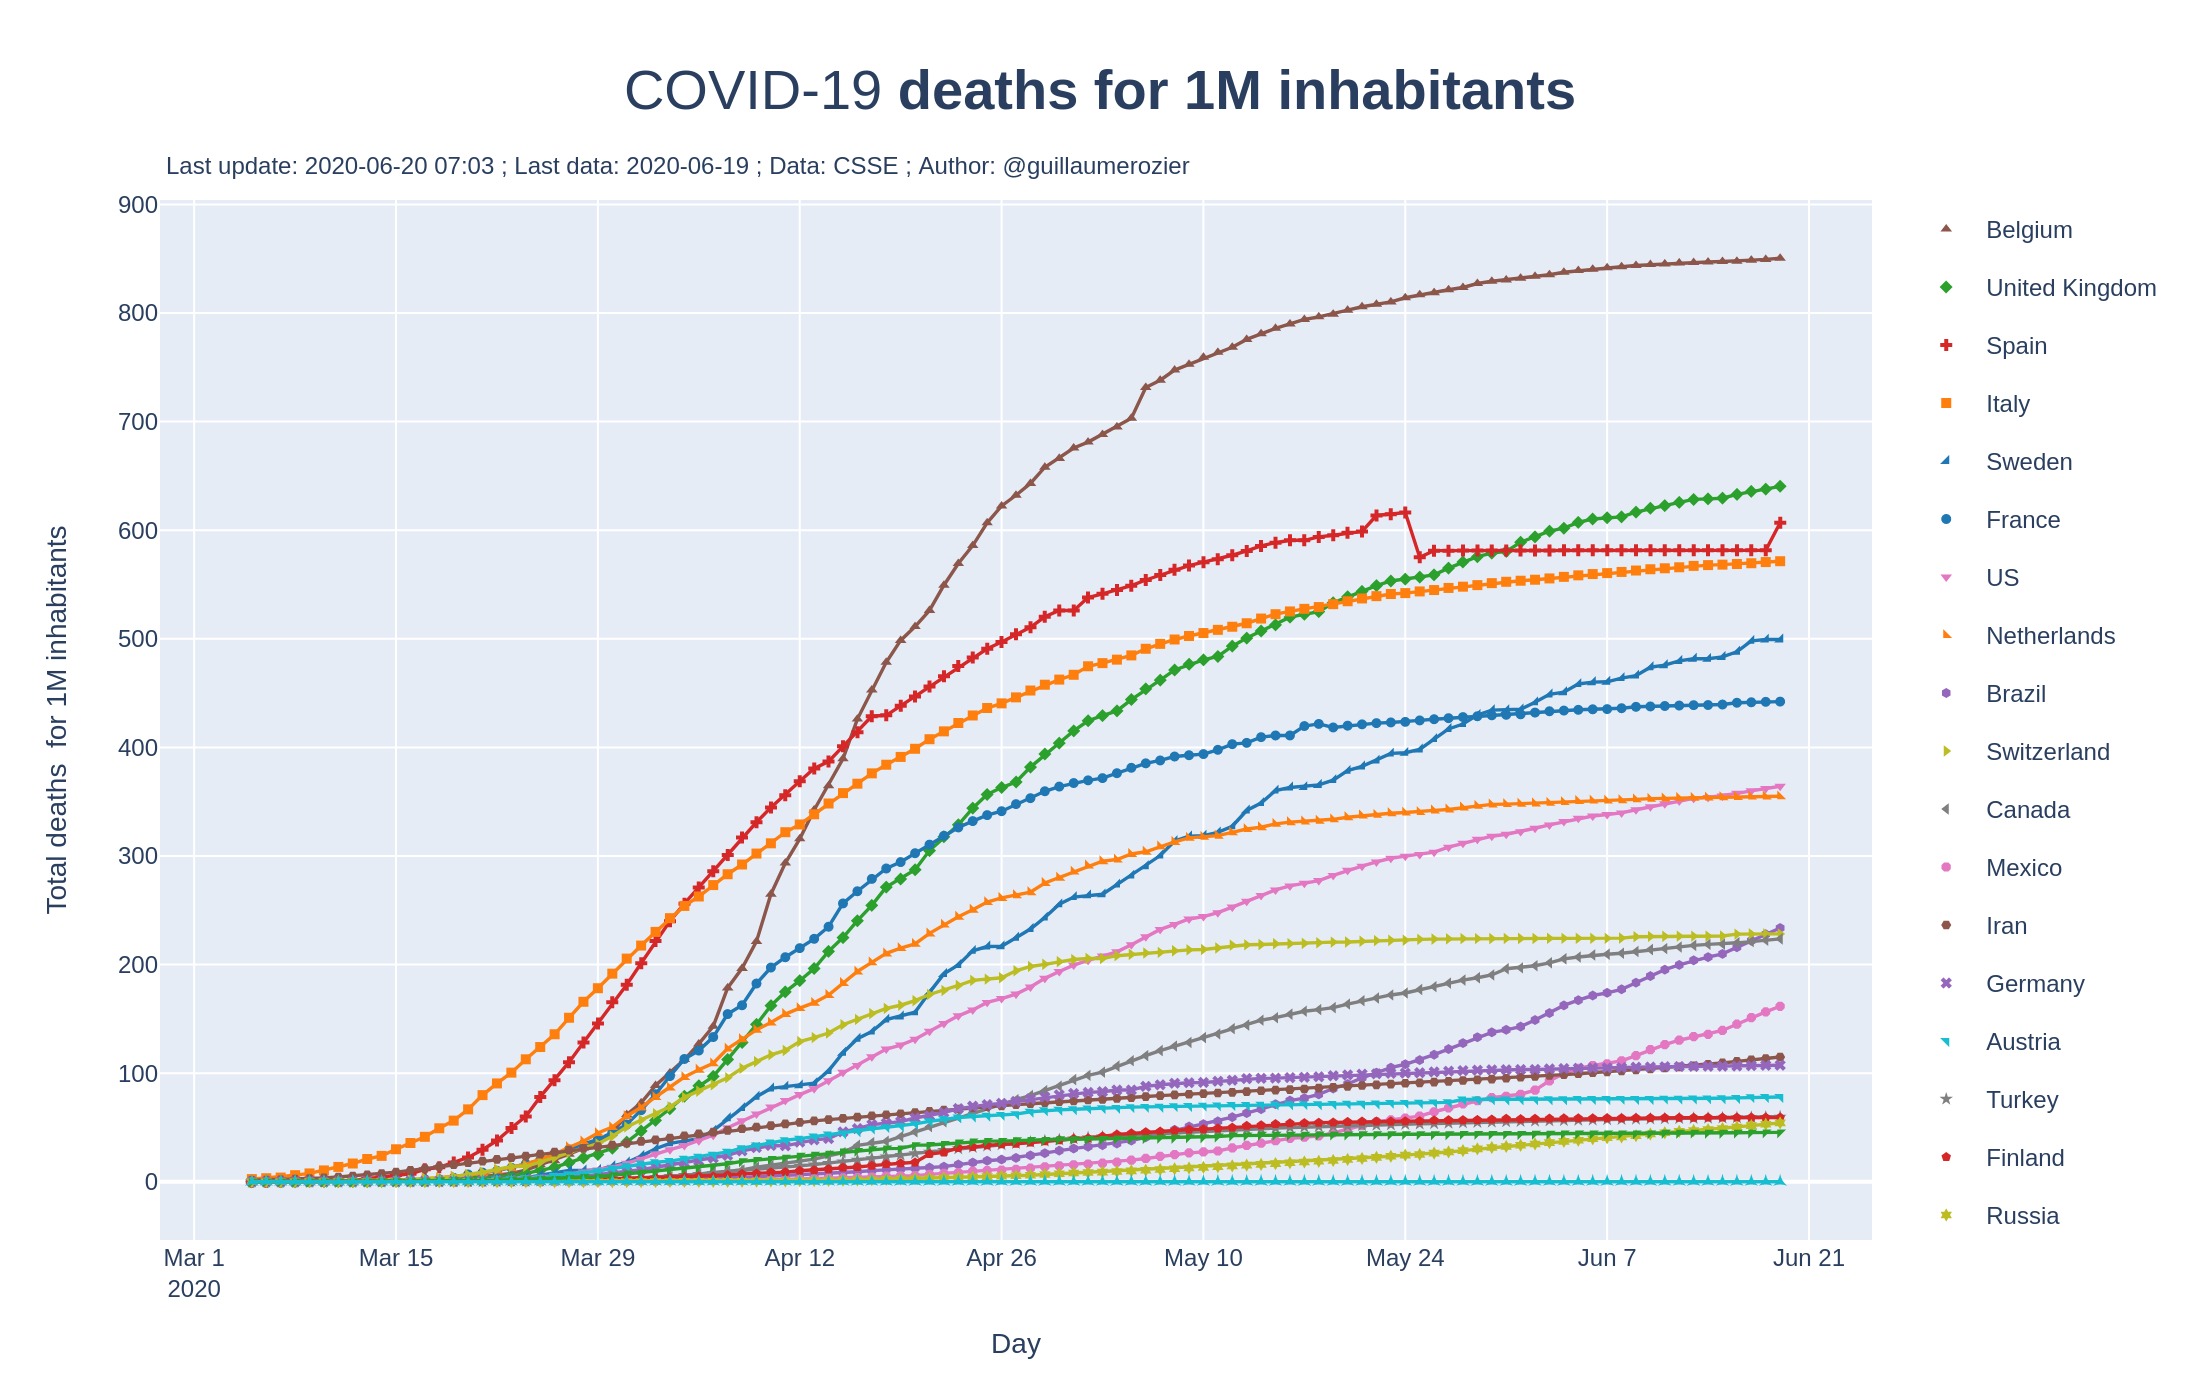 COVID-19 deaths for 1M inhabitants
Last update: 2020-06-20 07:03 ; Last data: 2020-06-19 ; Data: CSSE ; Author: @guillaumerozier
Total deaths for 1M inhabitants
900
800
700
600
500
400
300
200
100
0
Mar 1
2020
Mar 15
Mar 29
Apr 12
Apr 26
May 10
May 24
Jun 7
Jun 21
Day
Belgium
United Kingdom
Spain
Italy
Sweden
France
US
Netherlands
Brazil
Switzerland
Canada
Mexico
Iran
Germany
Austria
Turkey
Finland
Russia